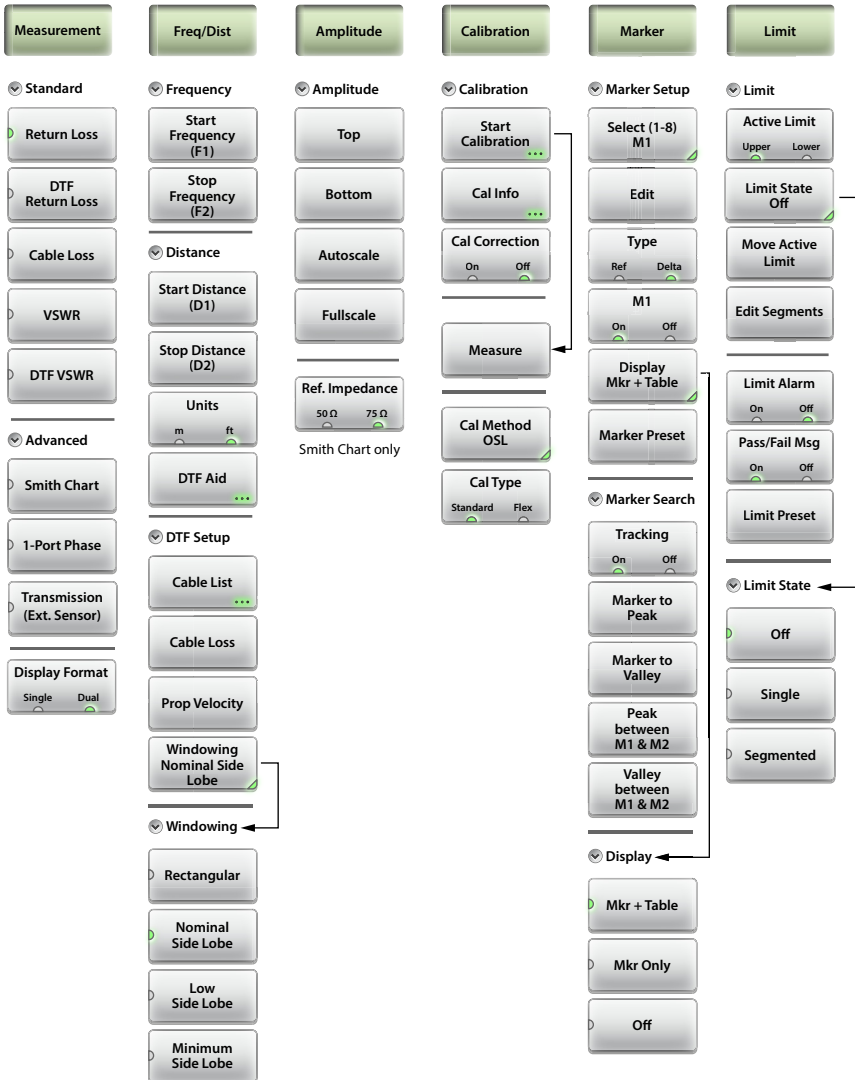 Measurement
Standard
Return Loss
DTF
Return Loss
Cable Loss
VSWR
DTF VSWR
Advanced
Smith Chart
1-Port Phase
Transmission
(Ext. Sensor)
Display Format
Single Dual
Freq/Dist
Frequency
Start
Frequency
(F1)
Stop
Frequency
(F2)
Distance
Start Distance
(D1)
Stop Distance
(D2)
Units
m ft
DTF Aid
DTF Setup
Cable List
Cable Loss
Prop Velocity
Windowing
Nominal Side
Lobe
Windowing
Rectangular
Nominal
Side Lobe
Low
Side Lobe
Minimum
Side Lobe
Amplitude
Amplitude
Top
Bottom
Autoscale
Fullscale
Ref. Impedance
50 Ω 75 Ω
Smith Chart only
Calibration
Calibration
Start
Calibration
Cal Info
Cal Correction
On Off
Measure
Cal Method
OSL
Cal Type
Standard Flex
Marker
Marker Setup
Select (1-8)
M1
Edit
Type
Ref Delta
M1
On Off
Display
Mkr + Table
Marker Preset
Marker Search
Tracking
On Off
Marker to
Peak
Marker to
Valley
Peak
between
M1 & M2
Valley
between
M1 & M2
Display
Mkr + Table
Mkr Only
Off
Limit
Limit
Active Limit
Upper Lower
Limit State
Off
Move Active
Limit
Edit Segments
Limit Alarm
On Off
Pass/Fail Msg
On Off
Limit Preset
Limit State
Off
Single
Segmented